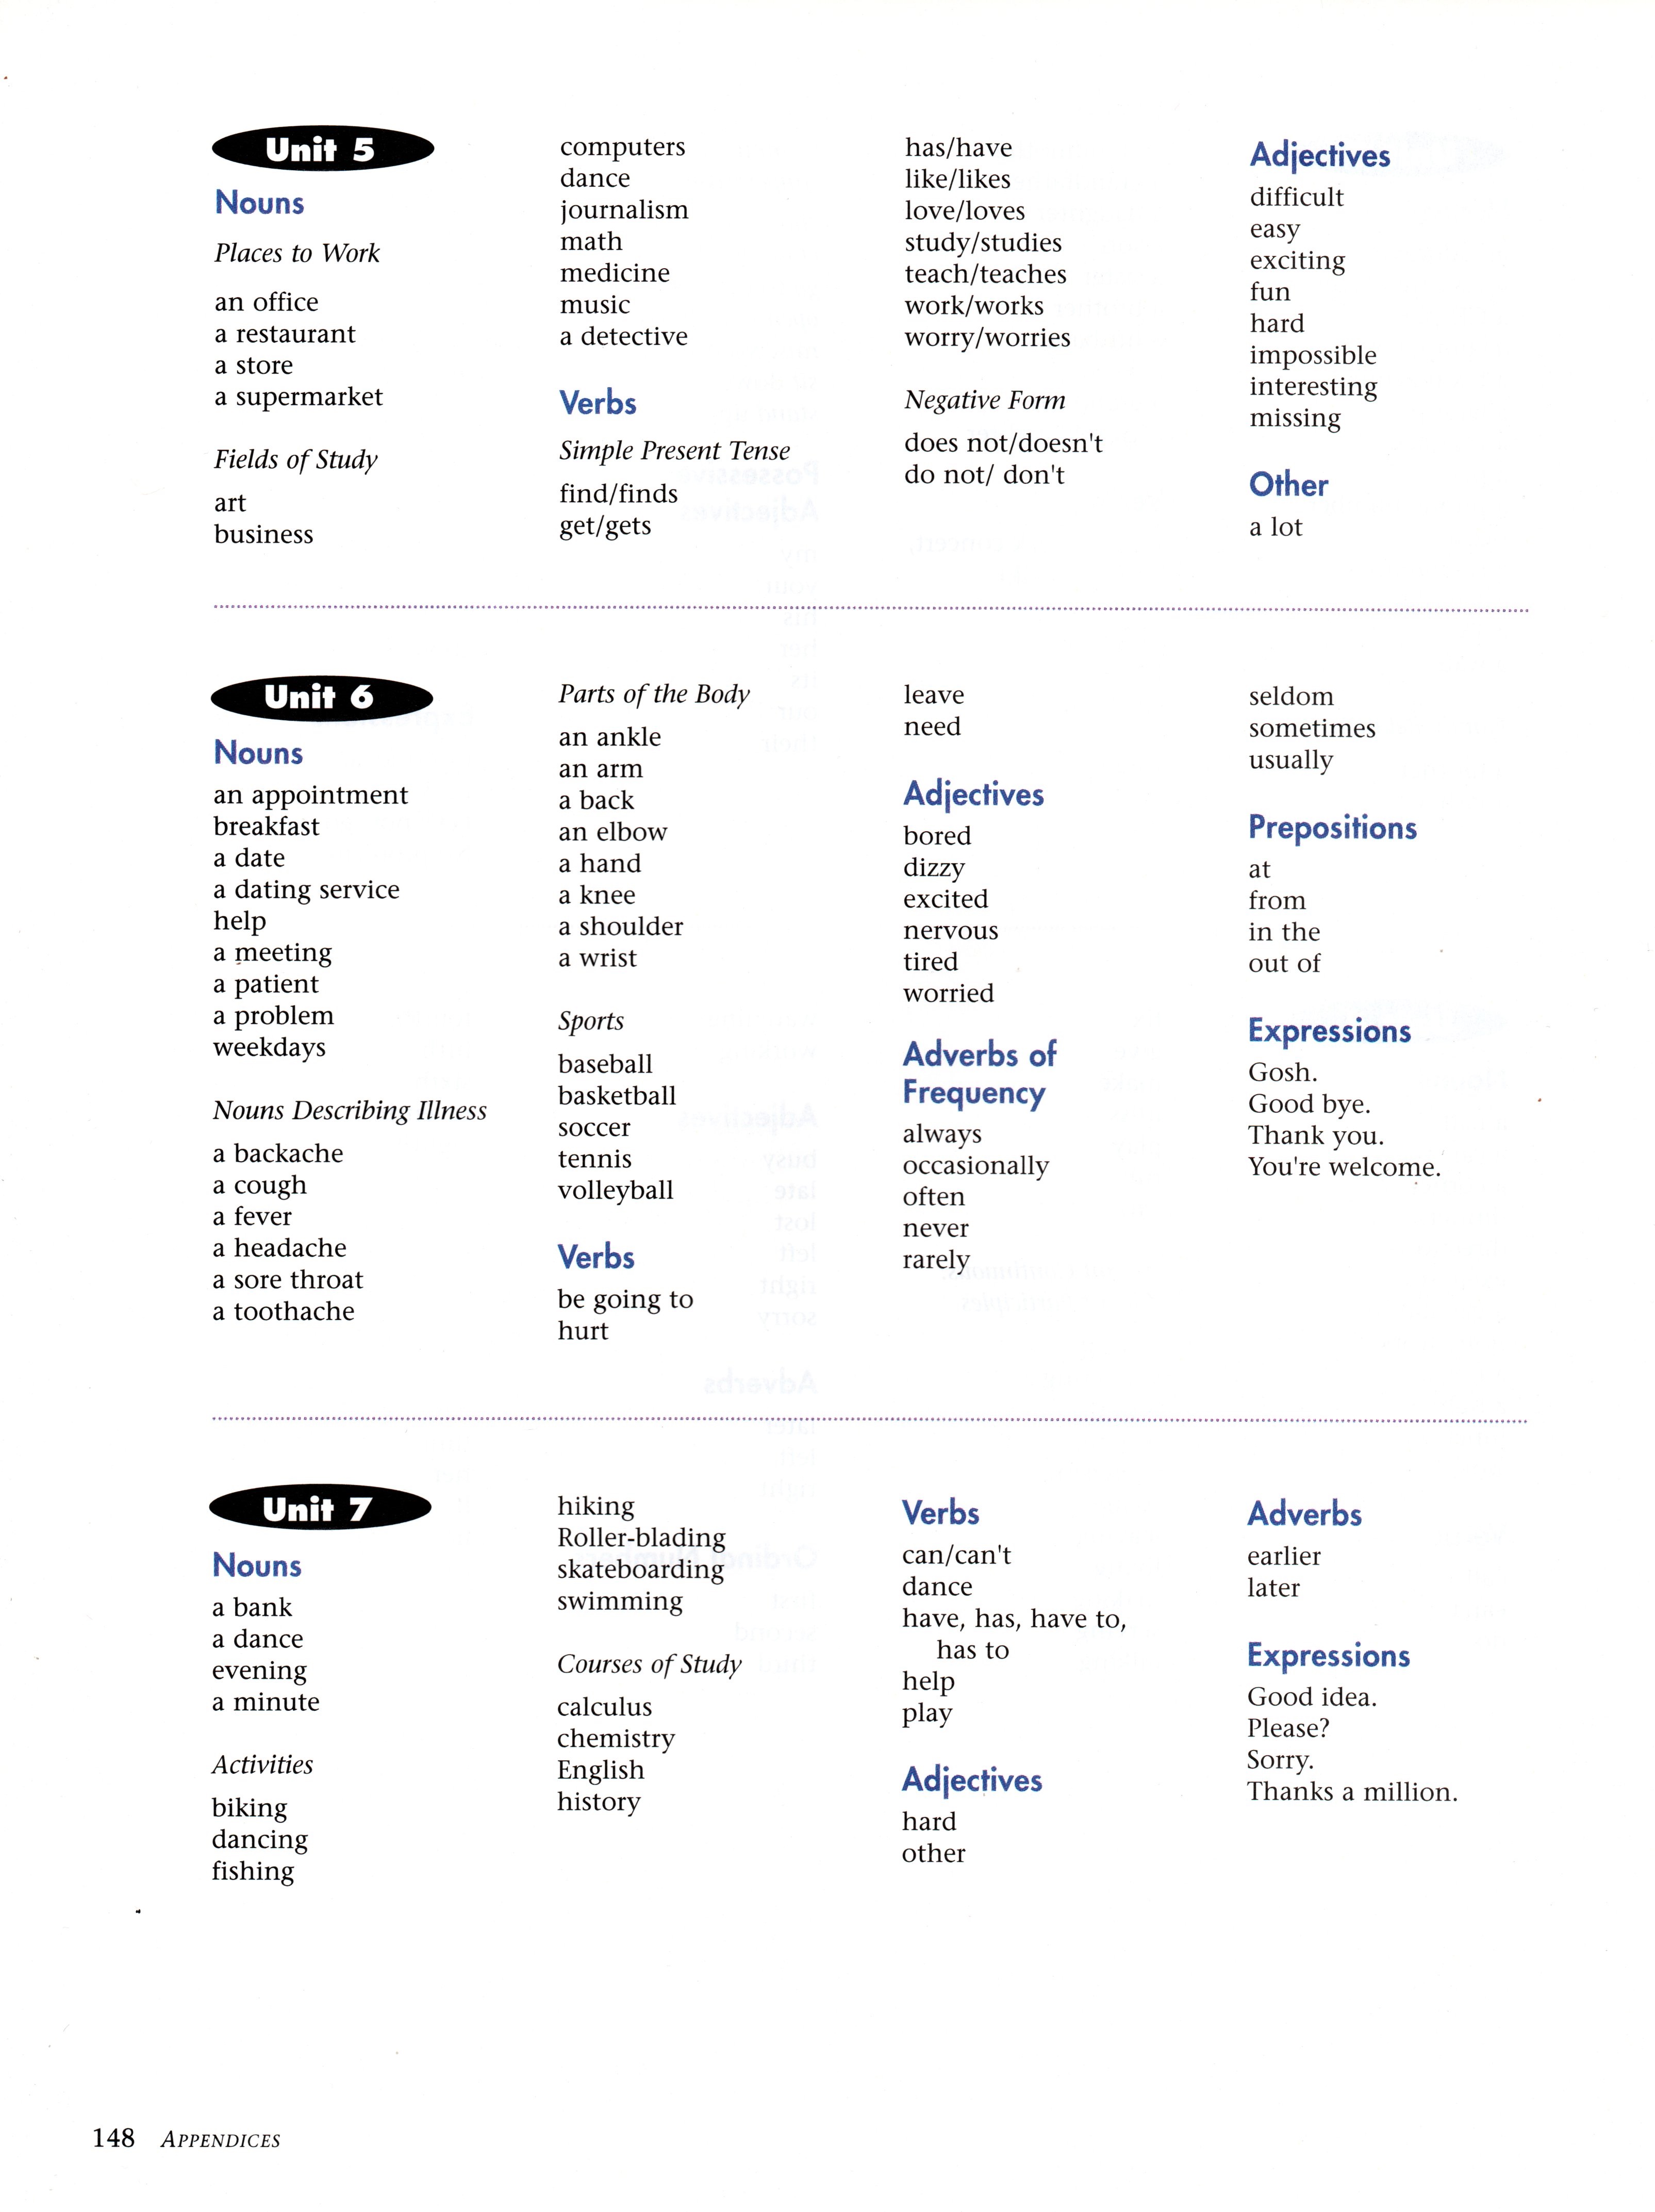 Unit 5
Nouns
Places to Work
an office
a restaurant
a store
a supermarket
Fields of Study
art
business
computers
dance
journalism
math
medicine
music
a detective
Verbs
Simple Present Tense
find/finds
get/gets
has/have
like/likes
love/loves
study/studies
teach/teaches
work/works
worry/worries
Negative Form
does not/doesn't
do not/ don't
Adjectives
difficult
easy
exciting
fun
hard
impossible
interesting
missing
Other
a lot
Unit 6
Nouns
an appointment
breakfast
a date
a dating service
help
a meeting
a patient
a problem
weekdays
Nouns Describing Illness
a backache
a cough
a fever
a headache
a sore throat
a toothache
Parts of the Body
an ankle
an arm
a back
an elbow
a hand
a knee
a shoulder
a wrist
Sports
baseball
basketball
soccer
tennis
volleyball
Verbs
be going to
hurt
leave
need
Adjectives
bored
dizzy
excited
nervous
tired
worried
Adverbs of
Frequency
always
occasionally
often
never
rarely
seldom
sometimes
usually
Prepositions
at
from
in the
out of
Expressions
Gosh.
Good bye.
Thank you.
You're welcome.
Unit 7
Nouns
a bank
a dance
evening
a minute
Activities
biking
dancing
fishing
hiking
Roller-blading
skateboarding
swimming
Courses of Study
calculus
chemistry
English
history
Verbs
can/can't
dance
have, has, have to,
has to
help
play
Adjectives
hard
other
Adverbs
earlier
later
Expressions
Good idea.
Please?
Sorry.
Thanks a million.
148 APPENDICES